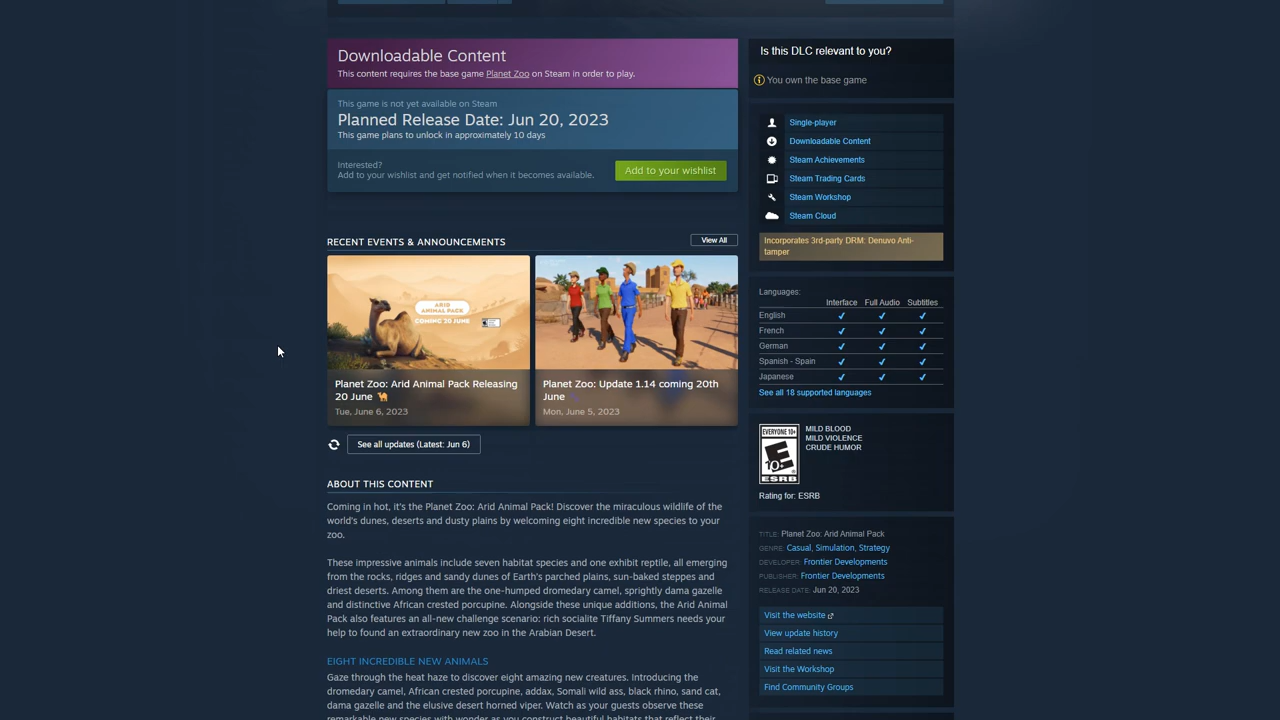 Downloadable Content
This content requires the base game Planet Zoo on Steam in order to play.
This game is not yet available on Steam
Planned Release Date: Jun 20, 2023
This game plans to unlock in approximately 10 days
Interested?
Add to your wishlist and get notified when it becomes available.
Add to your wishlist
RECENT EVENTS & ANNOUNCEMENTS
View All
ARID
ANIMAL PACK
COMING 20 JUNE
Planet Zoo: Arid Animal Pack Releasing
20 June 🐪
Tue, June 6, 2023
Planet Zoo: Update 1.14 coming 20th
June
Mon, June 5, 2023
See all updates (Latest: Jun 6)
ABOUT THIS CONTENT
Coming in hot, it's the Planet Zoo: Arid Animal Pack! Discover the miraculous wildlife of the
world's dunes, deserts and dusty plains by welcoming eight incredible new species to your
zoo.
These impressive animals include seven habitat species and one exhibit reptile, all emerging
from the rocks, ridges and sandy dunes of Earth's parched plains, sun-baked steppes and
driest deserts. Among them are the one-humped dromedary camel, sprightly dama gazelle
and distinctive African crested porcupine. Alongside these unique additions, the Arid Animal
Pack also features an all-new challenge scenario: rich socialite Tiffany Summers needs your
help to found an extraordinary new zoo in the Arabian Desert.
EIGHT INCREDIBLE NEW ANIMALS
Gaze through the heat haze to discover eight amazing new creatures. Introducing the
dromedary camel, African crested porcupine, addax, Somali wild ass, black rhino, sand cat,
dama gazelle and the elusive desert horned viper. Watch as your guests observe these
remarkable new species with wonder as you construct beautiful habitats that reflect their
Is this DLC relevant to you?
You own the base game
Single-player
Downloadable Content
Steam Achievements
Steam Trading Cards
Steam Workshop
Steam Cloud
Incorporates 3rd-party DRM: Denuvo Anti-
tamper
Languages:
Interface Full Audio Subtitles
English ✔ ✔ ✔
French ✔ ✔ ✔
German ✔ ✔ ✔
Spanish - Spain ✔ ✔ ✔
Japanese ✔ ✔ ✔
See all 18 supported languages
EVERYONE 10+
E
10+
ESRB
MILD BLOOD
MILD VIOLENCE
CRUDE HUMOR
Rating for: ESRB
TITLE: Planet Zoo: Arid Animal Pack
GENRE: Casual, Simulation, Strategy
DEVELOPER: Frontier Developments
PUBLISHER: Frontier Developments
RELEASE DATE: Jun 20, 2023
Visit the website
View update history
Read related news
Visit the Workshop
Find Community Groups